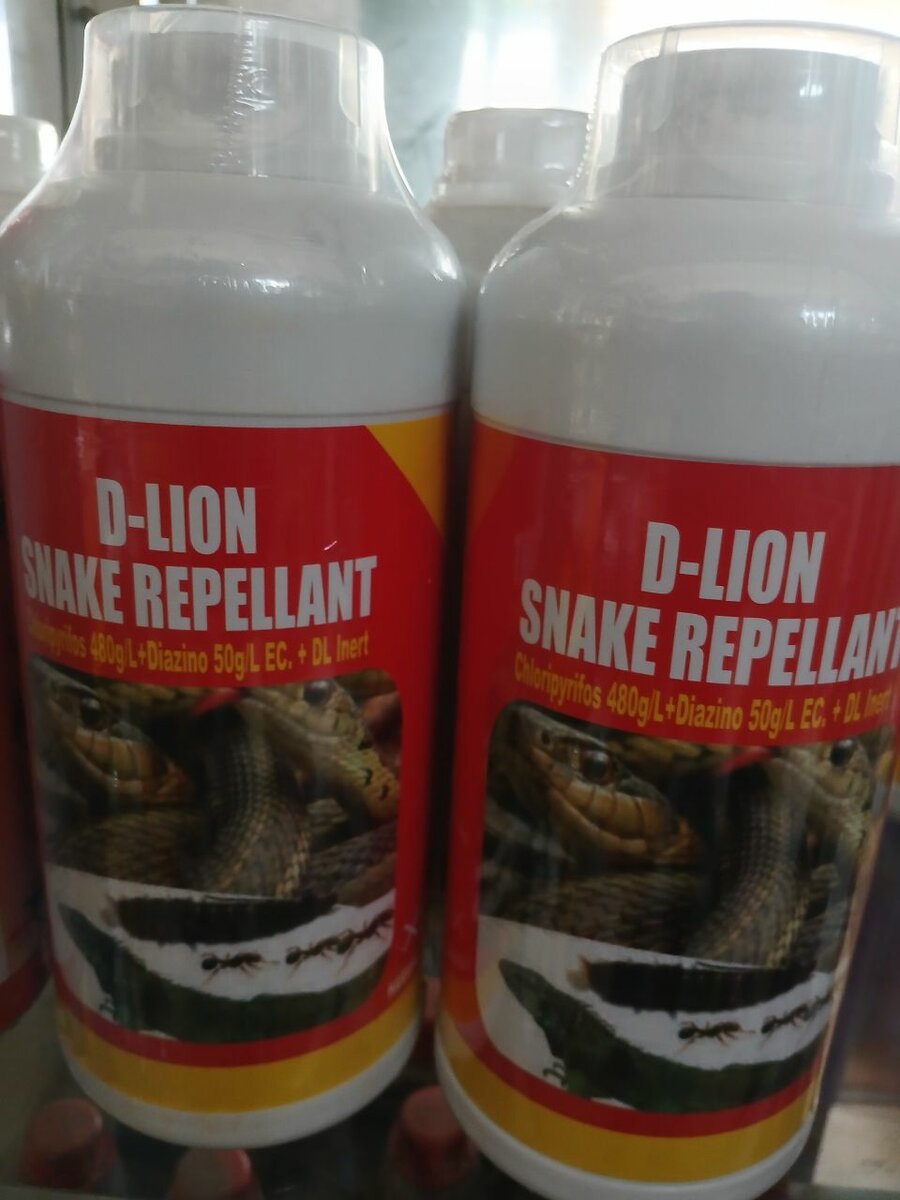 D-LION
SNAKE REPELLANT
480g/L+Diazino 50g/L EC. + DL Inert
D-LION
SNAKE REPELLANT
Chloripyrifos 480g/L+Diazino 50g/L EC. + DL Inert